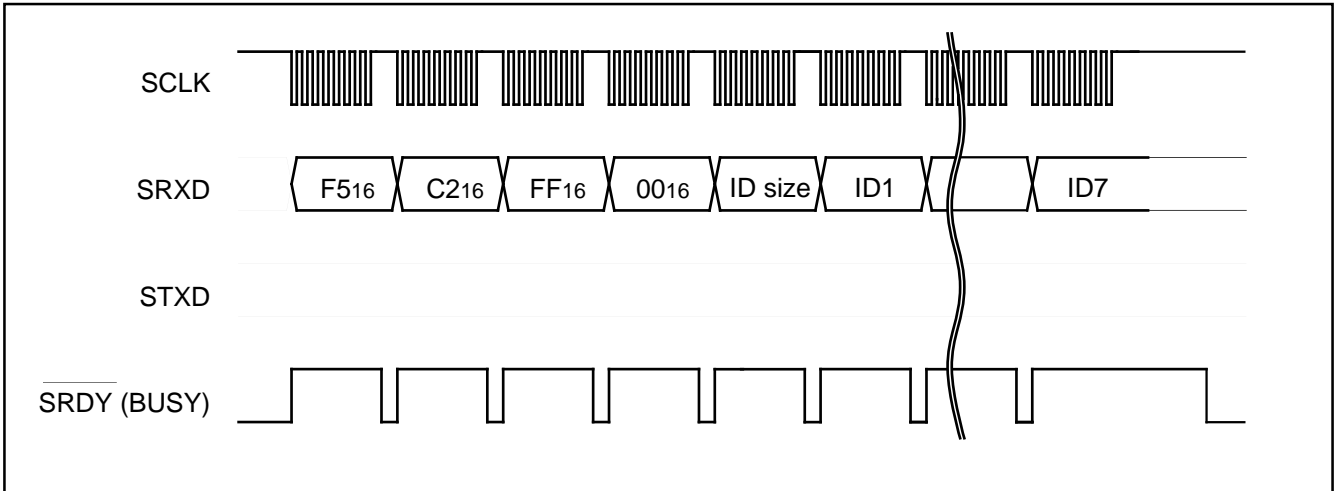 SCLK
SRXD
F516 C216 FF16 0016 ID size ID1 ID7
STXD
SRDY (BUSY)